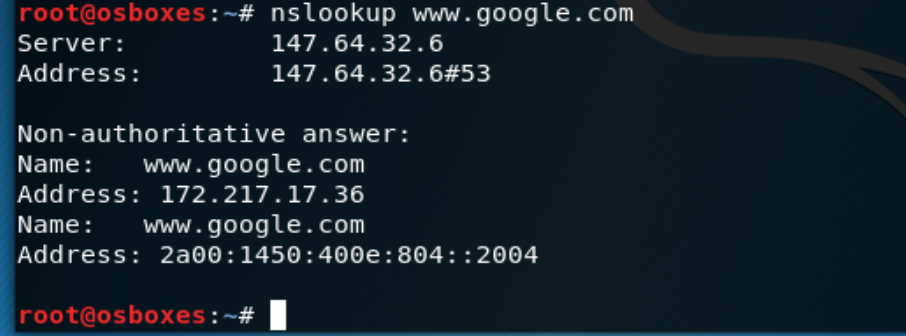 root@osboxes:~# nslookup www.google.com
Server:         147.64.32.6
Address:        147.64.32.6#53

Non-authoritative answer:
Name:   www.google.com
Address: 172.217.17.36
Name:   www.google.com
Address: 2a00:1450:400e:804::2004

root@osboxes:~#